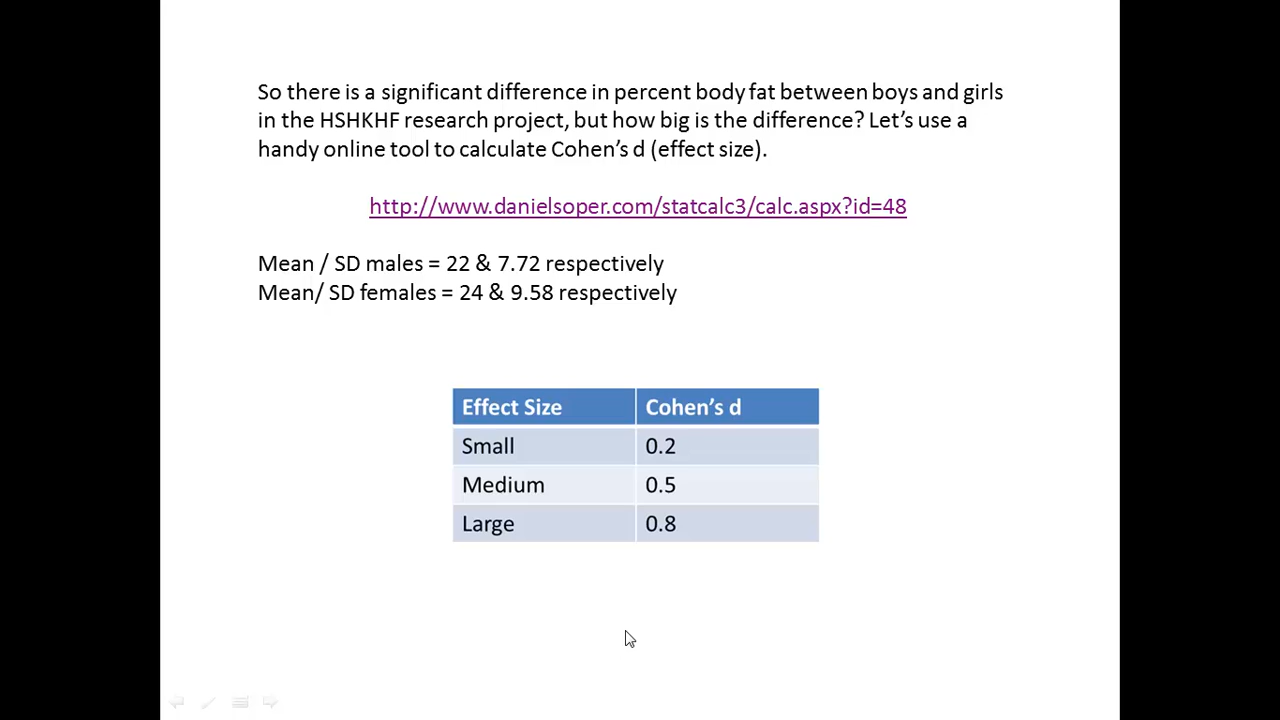 So there is a significant difference in percent body fat between boys and girls
in the HSHKHF research project, but how big is the difference? Let’s use a
handy online tool to calculate Cohen’s d (effect size).
http://www.danielsoper.com/statcalc3/calc.aspx?id=48
Mean / SD males = 22 & 7.72 respectively
Mean/ SD females = 24 & 9.58 respectively
Effect Size Cohen’s d
Small 0.2
Medium 0.5
Large 0.8